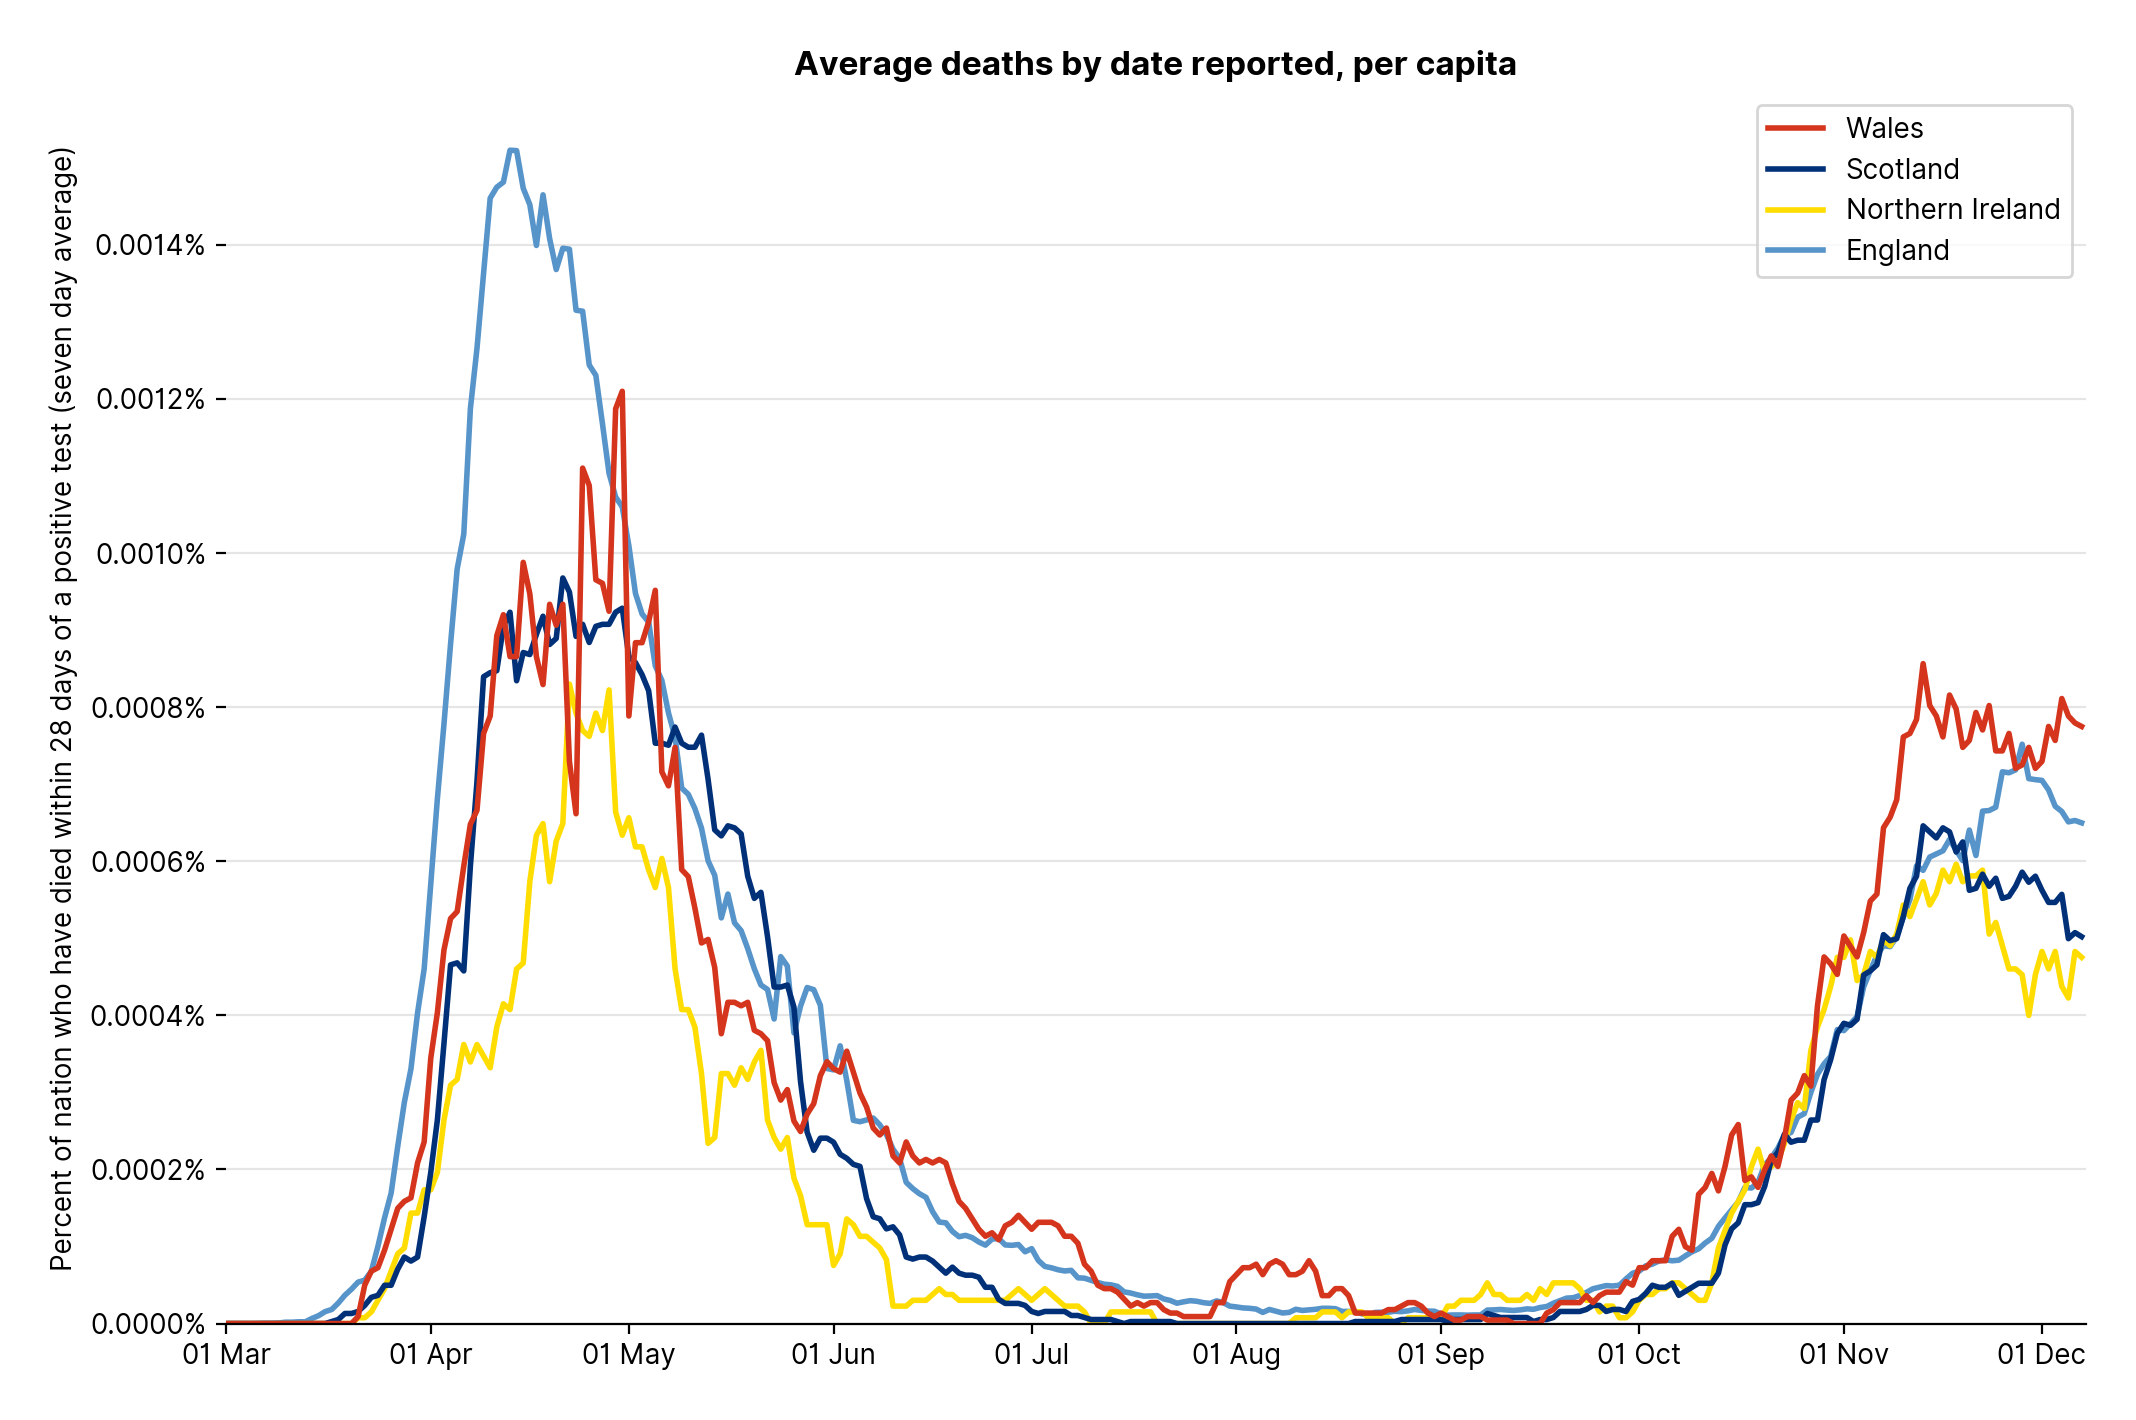 Average deaths by date reported, per capita
Wales
Scotland
Northern Ireland
England
Percent of nation who have died within 28 days of a positive test (seven day average)
0.0014%
0.0012%
0.0010%
0.0008%
0.0006%
0.0004%
0.0002%
0.0000%
01 Mar 01 Apr 01 May 01 Jun 01 Jul 01 Aug 01 Sep 01 Oct 01 Nov 01 Dec